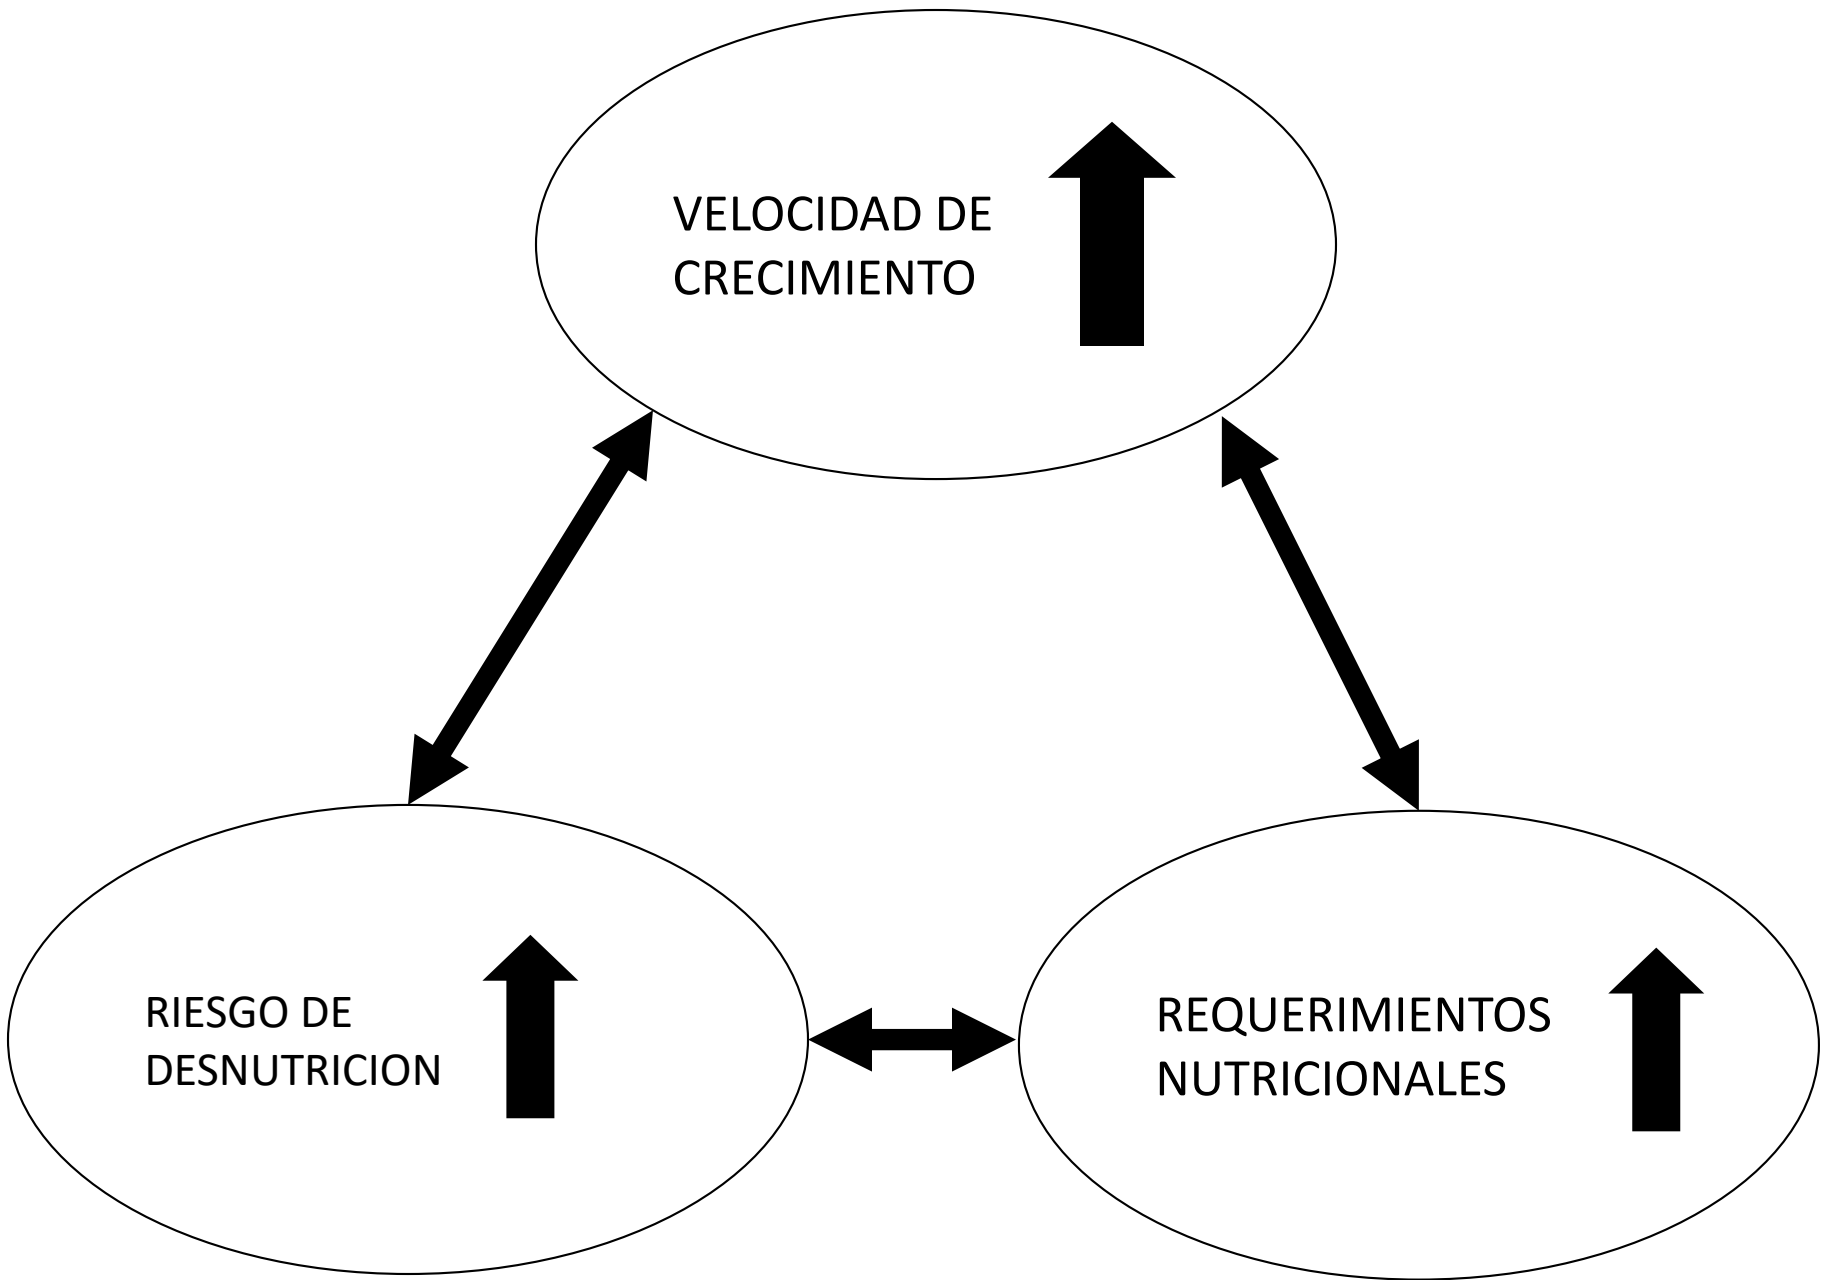 VELOCIDAD DE
CRECIMIENTO
RIESGO DE
DESNUTRICION
REQUERIMIENTOS
NUTRICIONALES